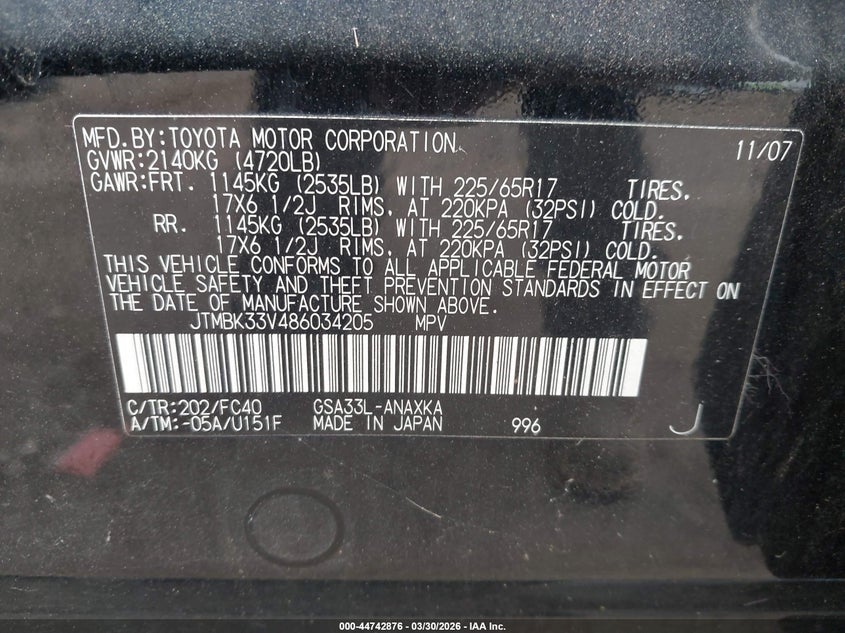 MFD.BY:TOYOTA MOTOR CORPORATION 11/07
GVWR:2140KG (4720LB)
GAWR:FRT. 1145KG (2535LB) WITH 225/65R17 TIRES,
17X6 1/2J RIMS, AT 220KPA (32PSI) COLD.
RR. 1145KG (2535LB) WITH 225/65R17 TIRES,
17X6 1/2J RIMS, AT 220KPA (32PSI) COLD.
THIS VEHICLE CONFORMS TO ALL APPLICABLE FEDERAL MOTOR
VEHICLE SAFETY AND THEFT PREVENTION STANDARDS IN EFFECT ON
THE DATE OF MANUFACTURE SHOWN ABOVE.
JTMBK33V486034205 MPV
C/TR:202/FC40 GSA33L-ANAXKA
A/TM:-05A/U151F MADE IN JAPAN 996 J
000-44742876 - 03/30/2026 - IAA Inc.